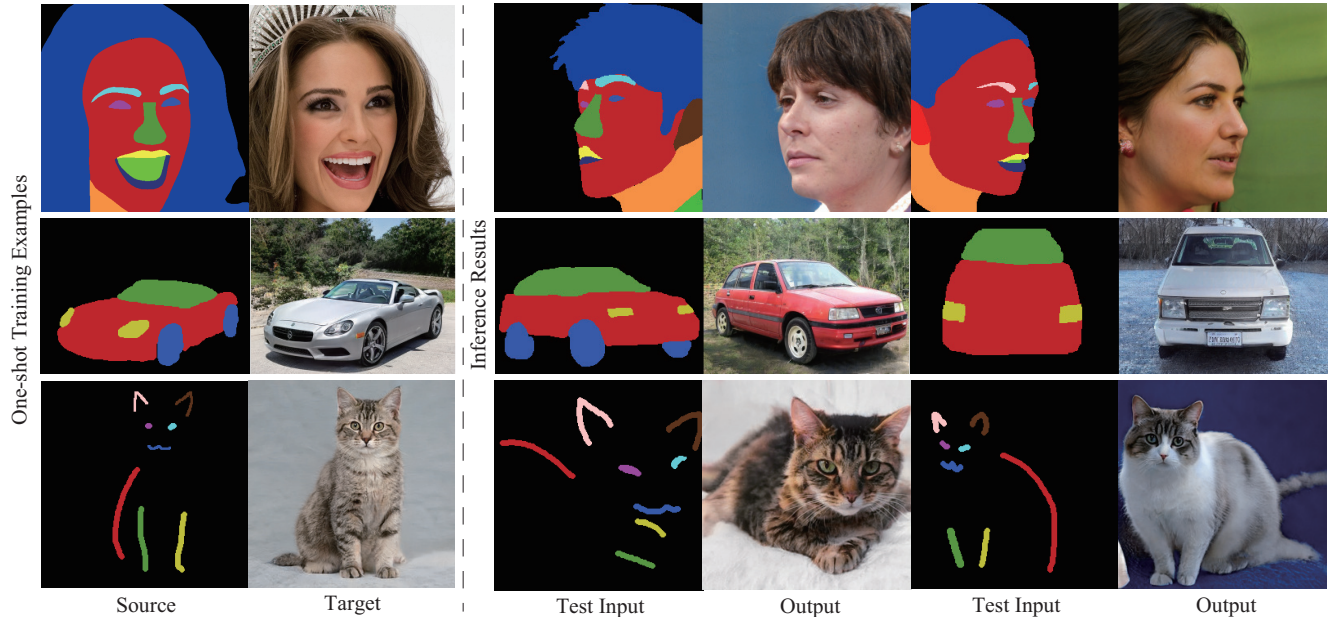 One-shot Training Examples
Inference Results
Source
Target
Test Input
Output
Test Input
Output